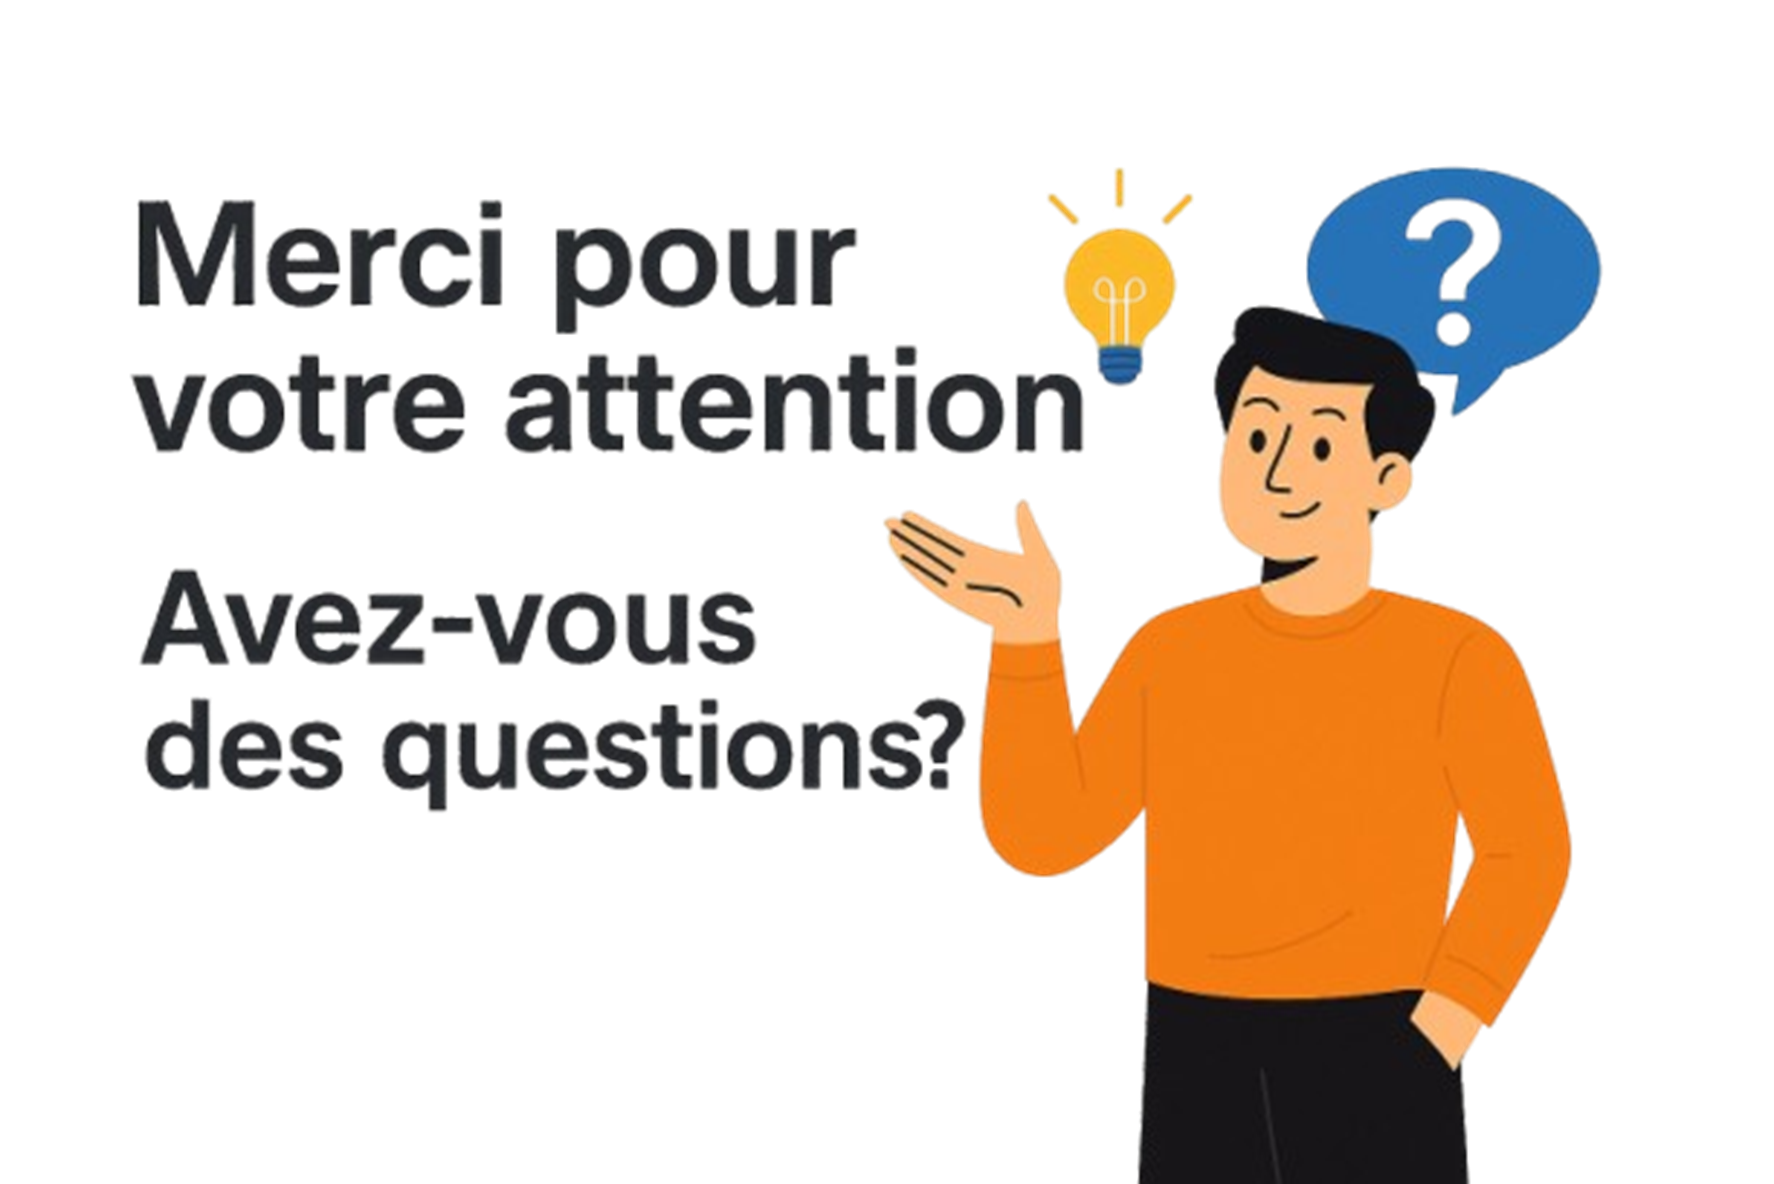 Merci pour
votre attention
Avez-vous
des questions?
?